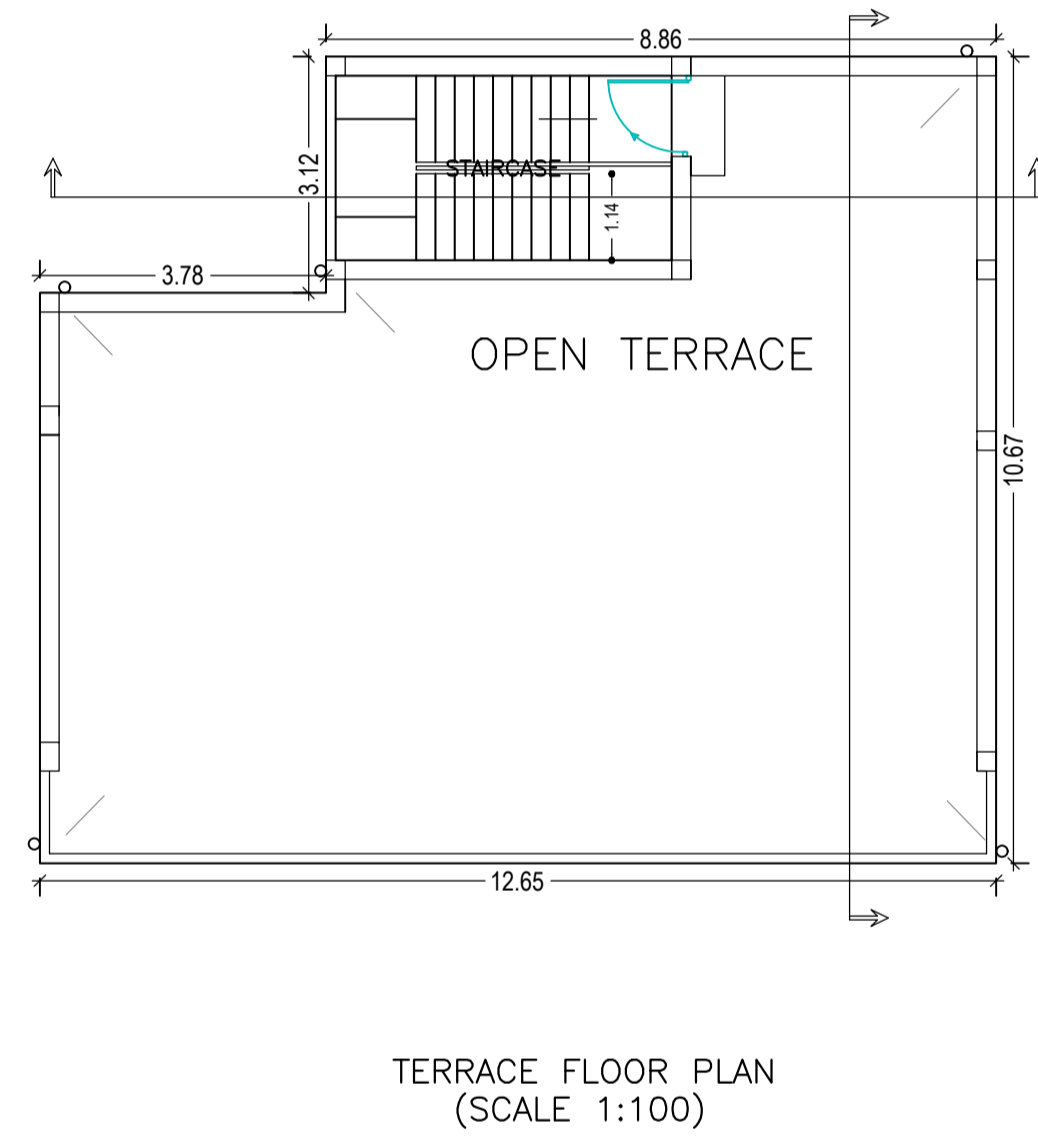 8.86
3.12
STAIRCASE
1.14
3.78
OPEN TERRACE
10.67
12.65
TERRACE FLOOR PLAN
(SCALE 1:100)